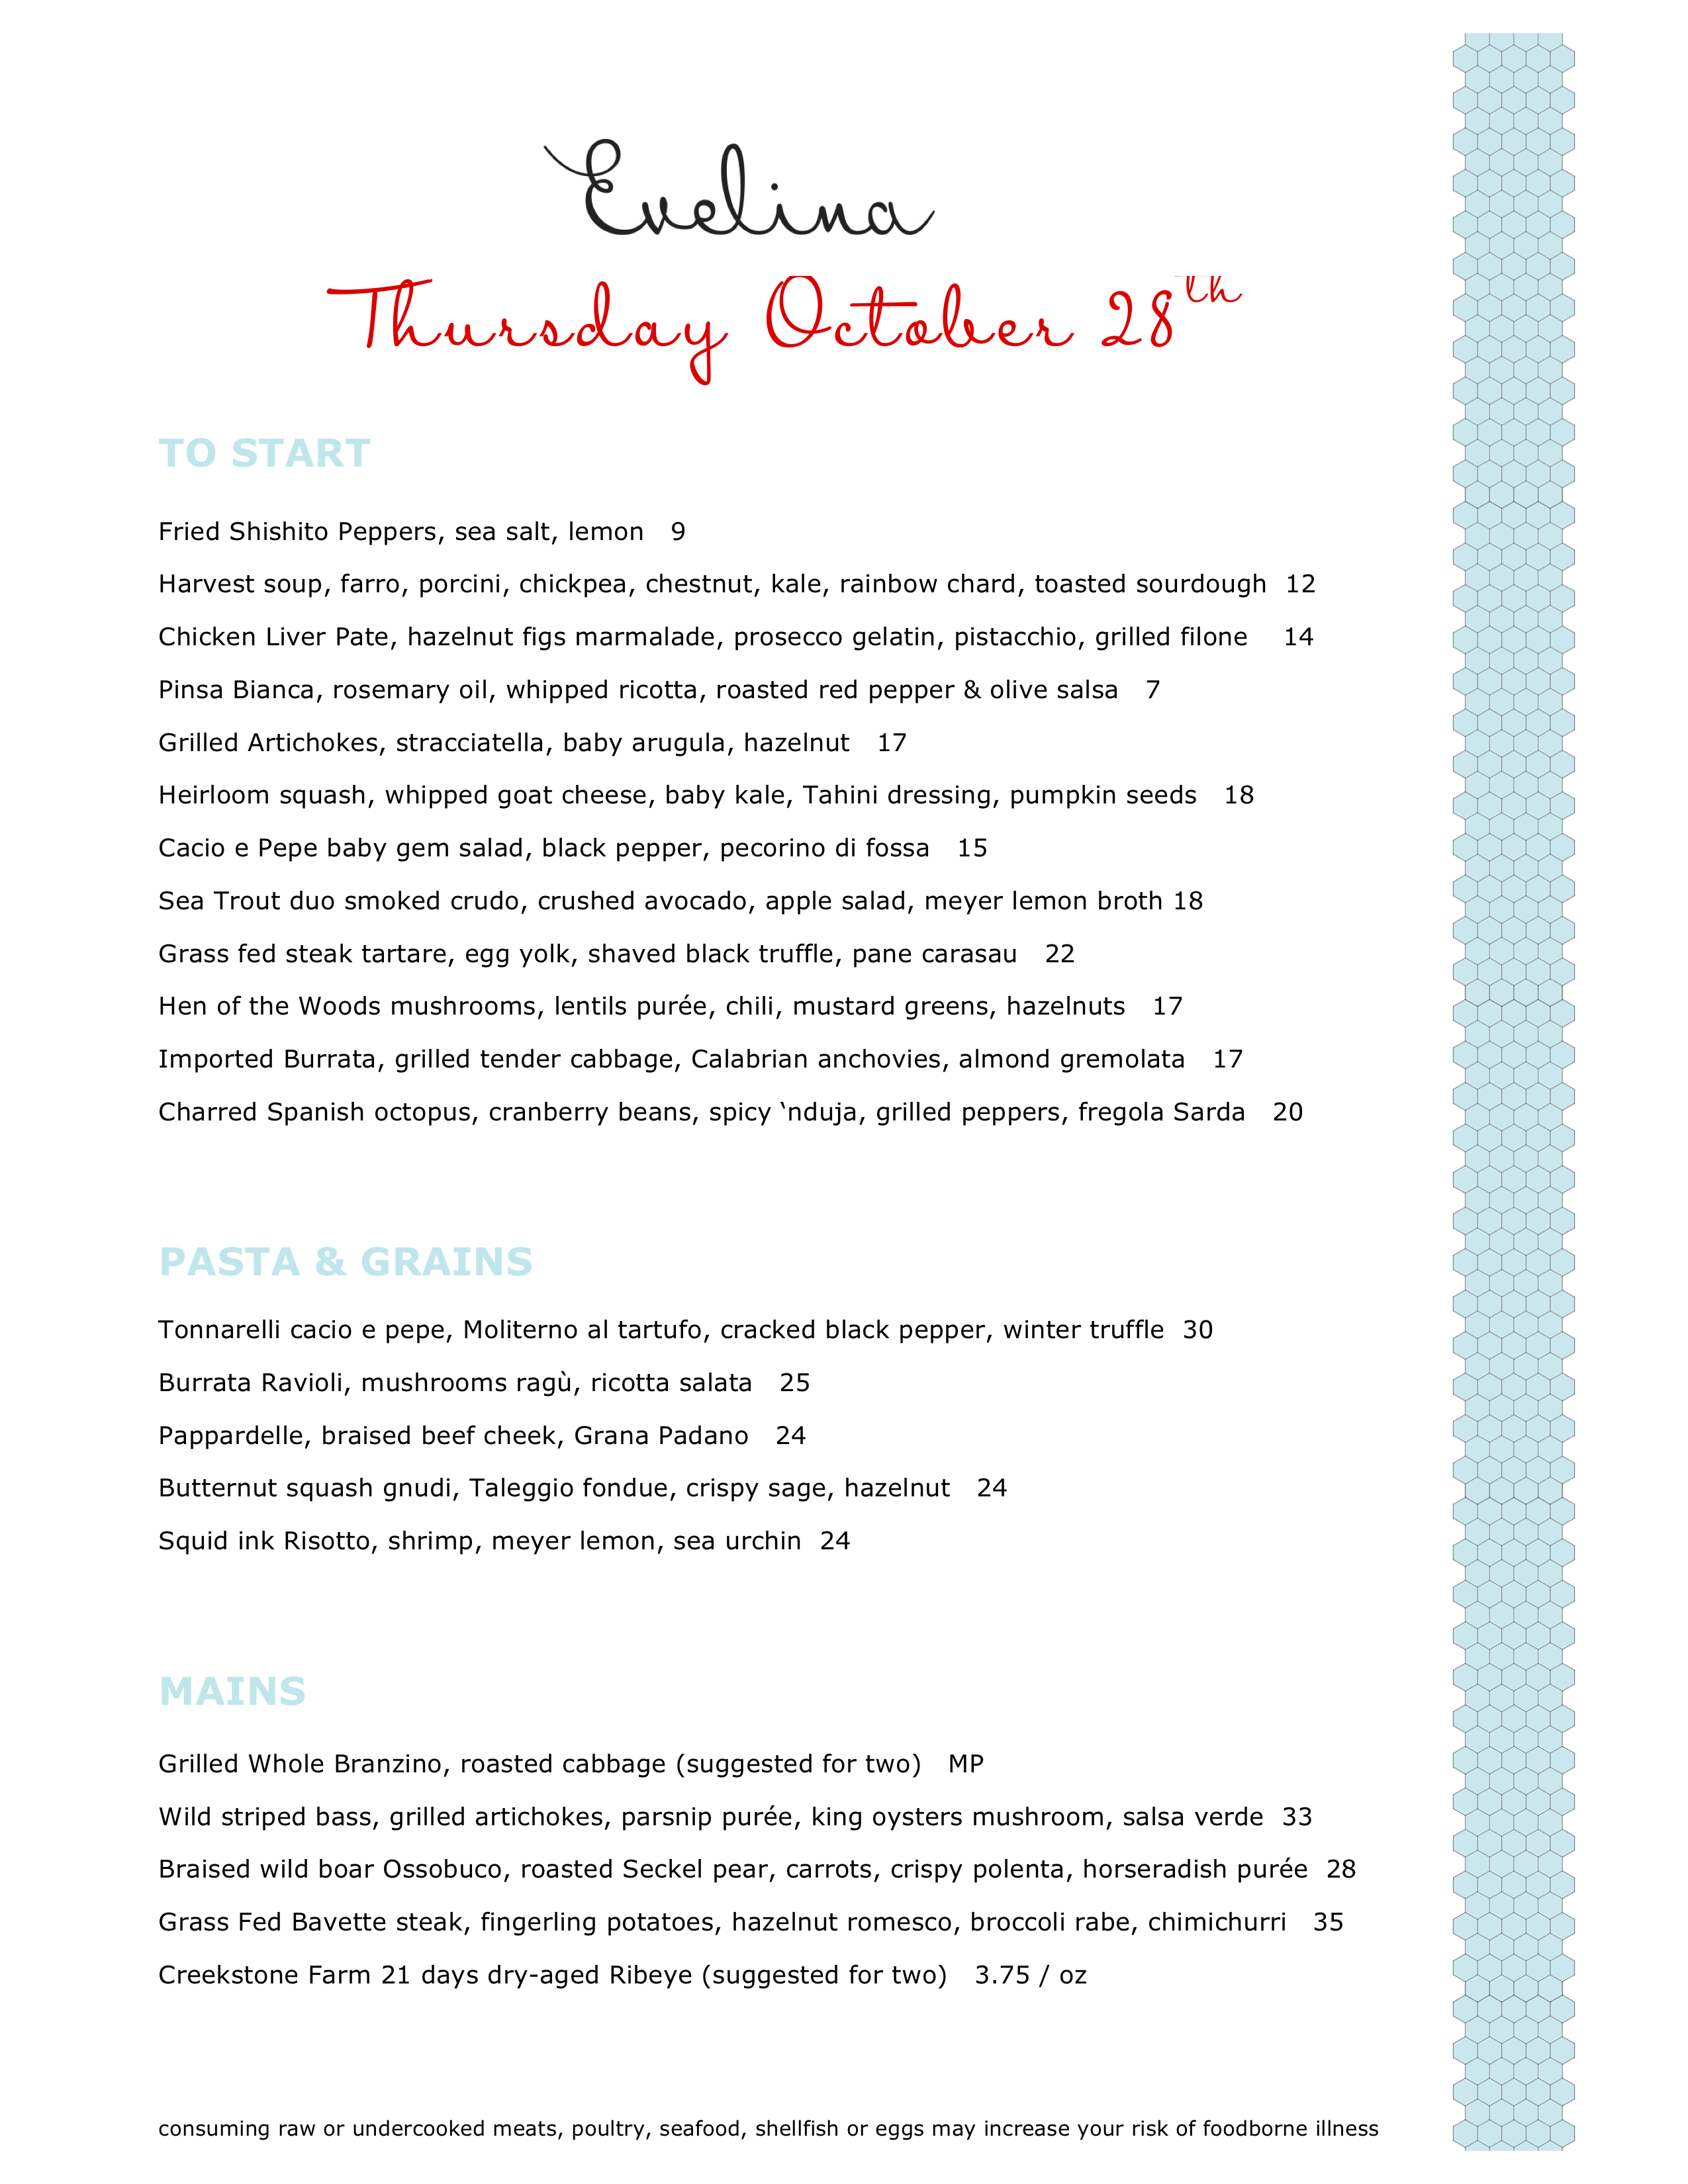 Evelina
Thursday October 28th
TO START
Fried Shishito Peppers, sea salt, lemon 9
Harvest soup, farro, porcini, chickpea, chestnut, kale, rainbow chard, toasted sourdough 12
Chicken Liver Pate, hazelnut figs marmalade, prosecco gelatin, pistacchio, grilled filone 14
Pinsa Bianca, rosemary oil, whipped ricotta, roasted red pepper & olive salsa 7
Grilled Artichokes, stracciatella, baby arugula, hazelnut 17
Heirloom squash, whipped goat cheese, baby kale, Tahini dressing, pumpkin seeds 18
Cacio e Pepe baby gem salad, black pepper, pecorino di fossa 15
Sea Trout duo smoked crudo, crushed avocado, apple salad, meyer lemon broth 18
Grass fed steak tartare, egg yolk, shaved black truffle, pane carasau 22
Hen of the Woods mushrooms, lentils purée, chili, mustard greens, hazelnuts 17
Imported Burrata, grilled tender cabbage, Calabrian anchovies, almond gremolata 17
Charred Spanish octopus, cranberry beans, spicy ‘nduja, grilled peppers, fregola Sarda 20
PASTA & GRAINS
Tonnarelli cacio e pepe, Moliterno al tartufo, cracked black pepper, winter truffle 30
Burrata Ravioli, mushrooms ragù, ricotta salata 25
Pappardelle, braised beef cheek, Grana Padano 24
Butternut squash gnudi, Taleggio fondue, crispy sage, hazelnut 24
Squid ink Risotto, shrimp, meyer lemon, sea urchin 24
MAINS
Grilled Whole Branzino, roasted cabbage (suggested for two) MP
Wild striped bass, grilled artichokes, parsnip purée, king oysters mushroom, salsa verde 33
Braised wild boar Ossobuco, roasted Seckel pear, carrots, crispy polenta, horseradish purée 28
Grass Fed Bavette steak, fingerling potatoes, hazelnut romesco, broccoli rabe, chimichurri 35
Creekstone Farm 21 days dry-aged Ribeye (suggested for two) 3.75 / oz
consuming raw or undercooked meats, poultry, seafood, shellfish or eggs may increase your risk of foodborne illness